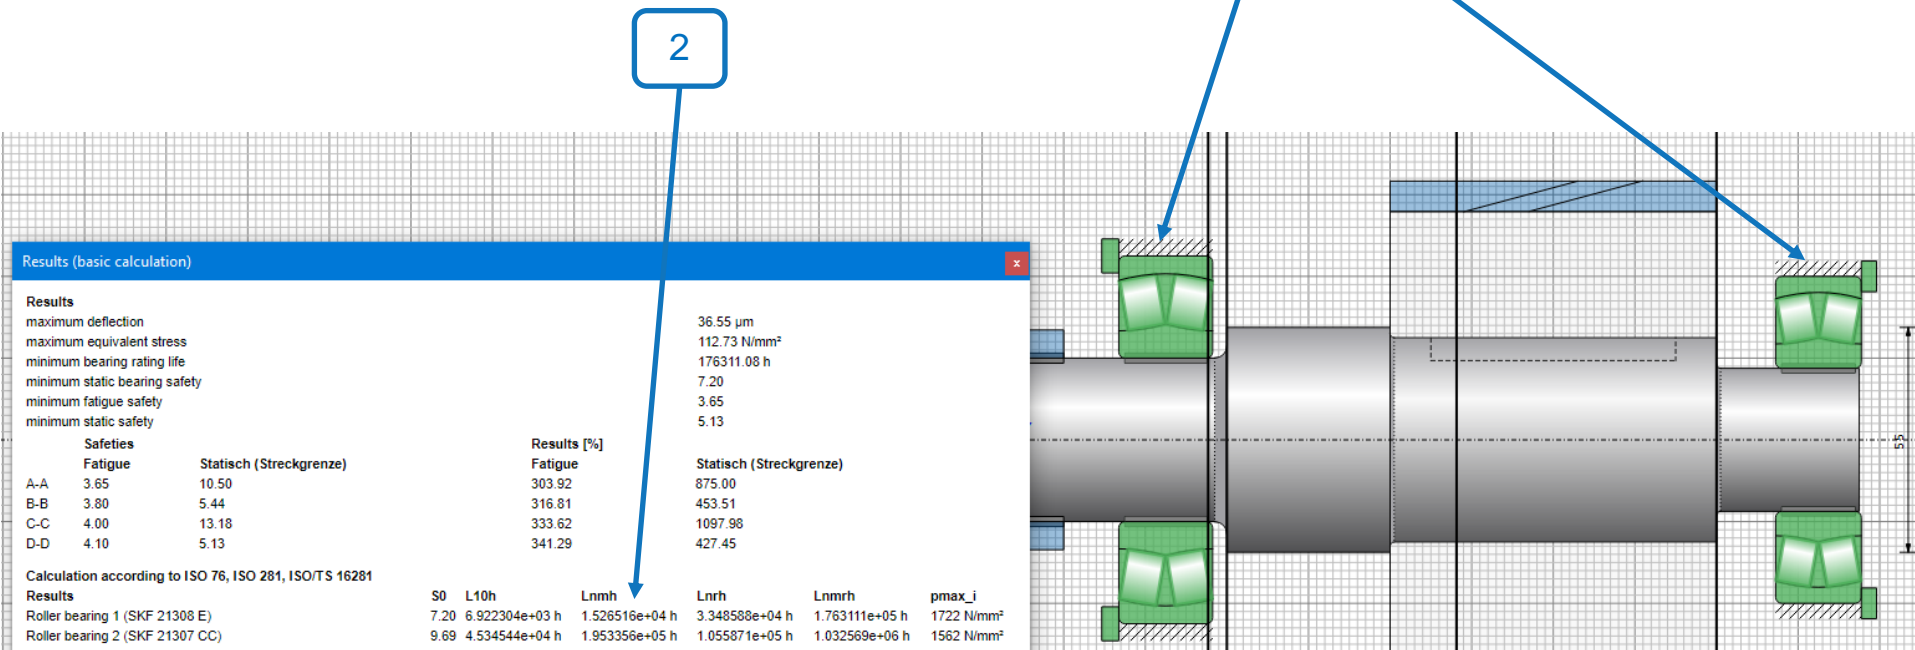 2
Results (basic calculation)
x
Results
maximum deflection 36.55 µm
maximum equivalent stress 112.73 N/mm²
minimum bearing rating life 176311.08 h
minimum static bearing safety 7.20
minimum fatigue safety 3.65
minimum static safety 5.13
Safeties Results [%]
Fatigue Statisch (Streckgrenze) Fatigue Statisch (Streckgrenze)
A-A 3.65 10.50 303.92 875.00
B-B 3.80 5.44 316.81 453.51
C-C 4.00 13.18 333.62 1097.98
D-D 4.10 5.13 341.29 427.45
Calculation according to ISO 76, ISO 281, ISO/TS 16281
Results S0 L10h Lnmh Lnrh Lnmrh pmax_i
Roller bearing 1 (SKF 21308 E) 7.20 6.922304e+03 h 1.526516e+04 h 3.348588e+04 h 1.763111e+05 h 1722 N/mm²
Roller bearing 2 (SKF 21307 CC) 9.69 4.534544e+04 h 1.953356e+05 h 1.055871e+05 h 1.032569e+06 h 1562 N/mm²
55